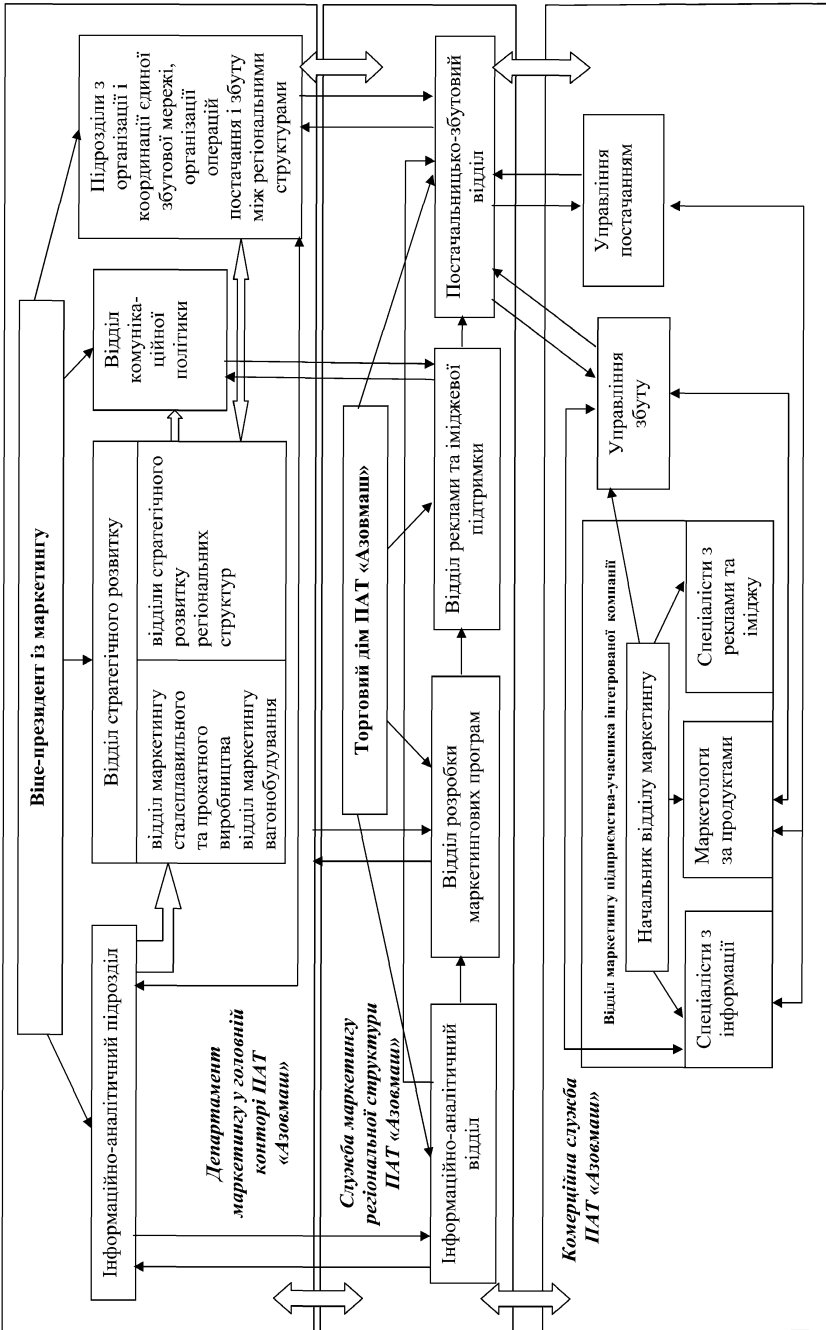 Віце-президент із маркетингу
Інформаційно-аналітичний підрозділ
Відділ стратегічного розвитку
відділ маркетингу
сталеплавильного
та прокатного
виробництва
відділ маркетингу
вагонобудування
відділи стратегічного
розвитку
регіональних
структур
Відділ
комуніка-
ційної
політики
Підрозділи з
організації і
координації єдиної
збутової мережі,
організації
операцій
постачання і збуту
між регіональними
структурами
Департамент
маркетингу у головній
конторі ПАТ
«Азовмаш»
Торговий дім ПАТ «Азовмаш»
Служба маркетингу
регіональної структури
ПАТ «Азовмаш»
Інформаційно-аналітичний
відділ
Відділ розробки
маркетингових програм
Відділ реклами та іміджевої
підтримки
Постачальницько-збутовий
відділ
Комерційна служба
ПАТ «Азовмаш»
Відділ маркетингу підприємства-учасника інтегрованої компанії
Начальник відділу маркетингу
Спеціалісти з
інформації
Маркетологи
за продуктами
Спеціалісти з
реклами та
іміджу
Управління
збуту
Управління
постачанням